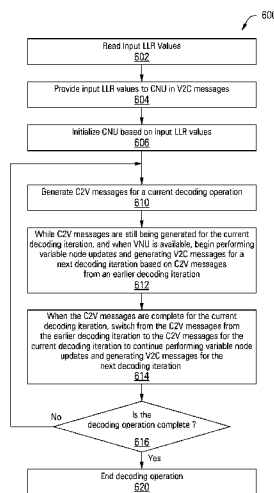 600
Read Input LLR Values
602
Provide input LLR values to CNU in V2C messages
604
Initialize CNU based on input LLR values
606
Generate C2V messages for a current decoding operation
610
While C2V messages are still being generated for the current
decoding iteration, and when VNU is available, begin performing
variable node updates and generating V2C messages for a
next decoding iteration based on C2V messages
from an earlier decoding iteration
612
When the C2V messages are complete for the current
decoding iteration, switch from the C2V messages from
the earlier decoding iteration to the C2V messages for the
current decoding iteration to continue performing variable node
updates and generating V2C messages for the
next decoding iteration
614
No
Is the
decoding operation complete ?
616
Yes
End decoding operation
620